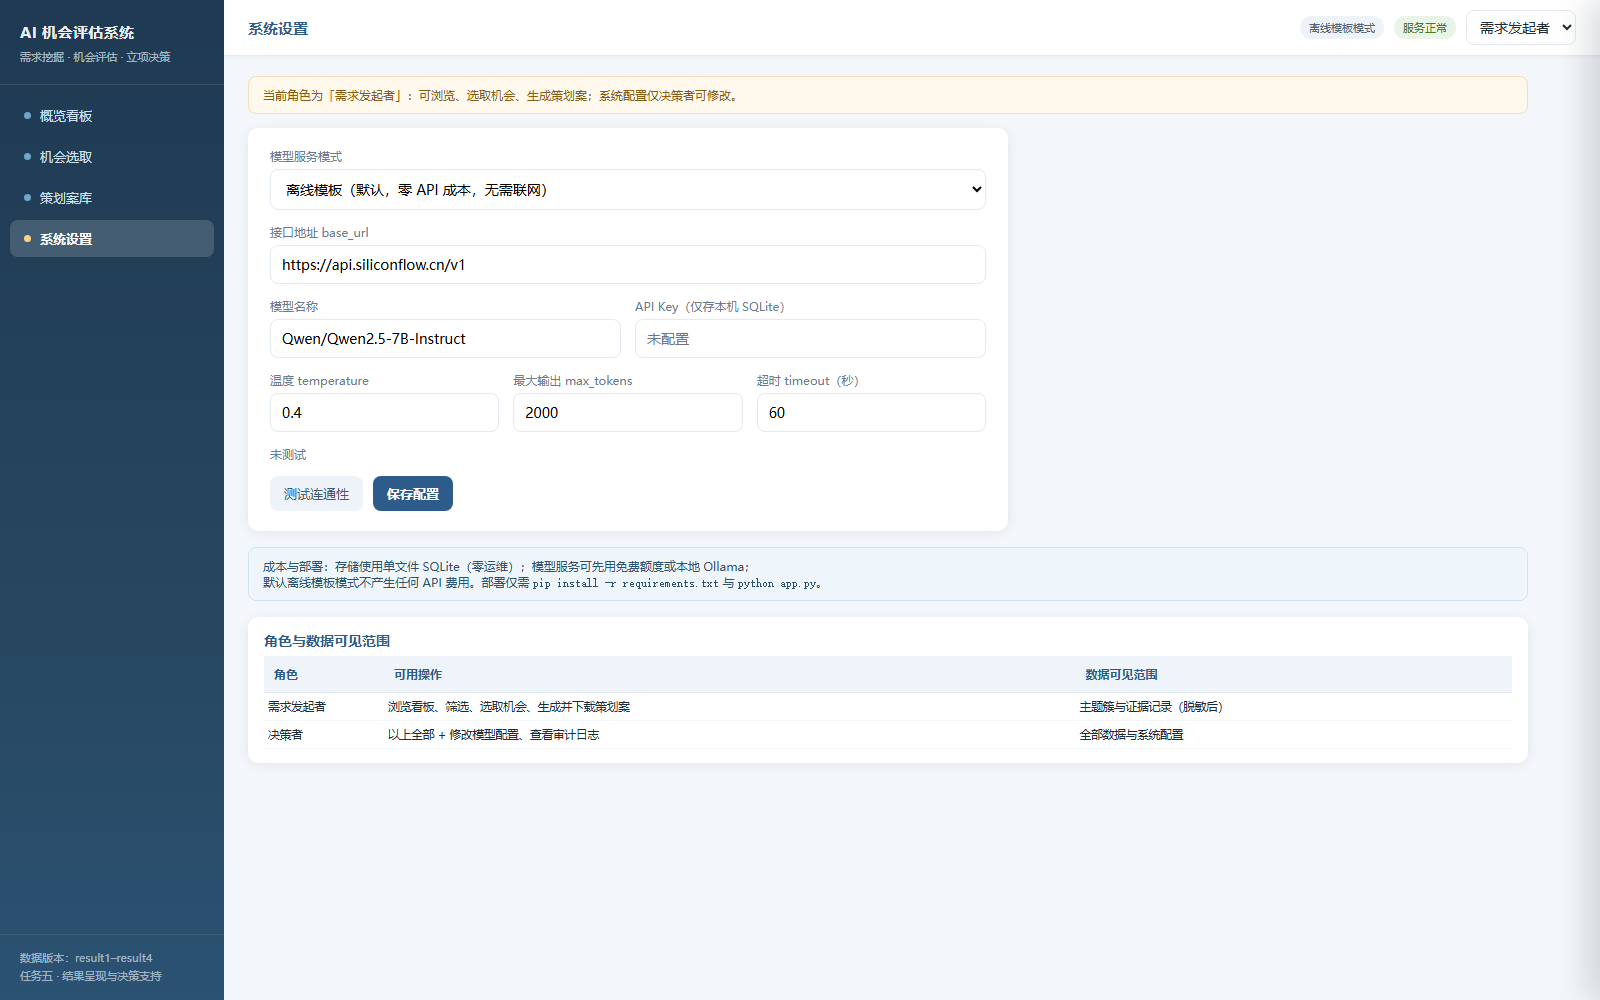 AI 机会评估系统
需求挖掘 · 机会评估 · 立项决策
概览看板
机会选取
策划案库
系统设置
数据版本：result1–result4
任务五 · 结果呈现与决策支持
系统设置
离线模板模式
服务正常
需求发起者
当前角色为「需求发起者」：可浏览、选取机会、生成策划案；系统配置仅决策者可修改。
模型服务模式
离线模板（默认，零 API 成本，无需联网）
接口地址 base_url
https://api.siliconflow.cn/v1
模型名称
API Key（仅存本机 SQLite）
Qwen/Qwen2.5-7B-Instruct
未配置
温度 temperature
最大输出 max_tokens
超时 timeout（秒）
0.4
2000
60
未测试
测试连通性
保存配置
成本与部署：存储使用单文件 SQLite（零运维）；模型服务可先用免费额度或本地 Ollama；
默认离线模板模式不产生任何 API 费用。部署仅需 pip install -r requirements.txt 与 python app.py。
角色与数据可见范围
角色 可用操作 数据可见范围
需求发起者 浏览看板、筛选、选取机会、生成并下载策划案 主题簇与证据记录（脱敏后）
决策者 以上全部 + 修改模型配置、查看审计日志 全部数据与系统配置